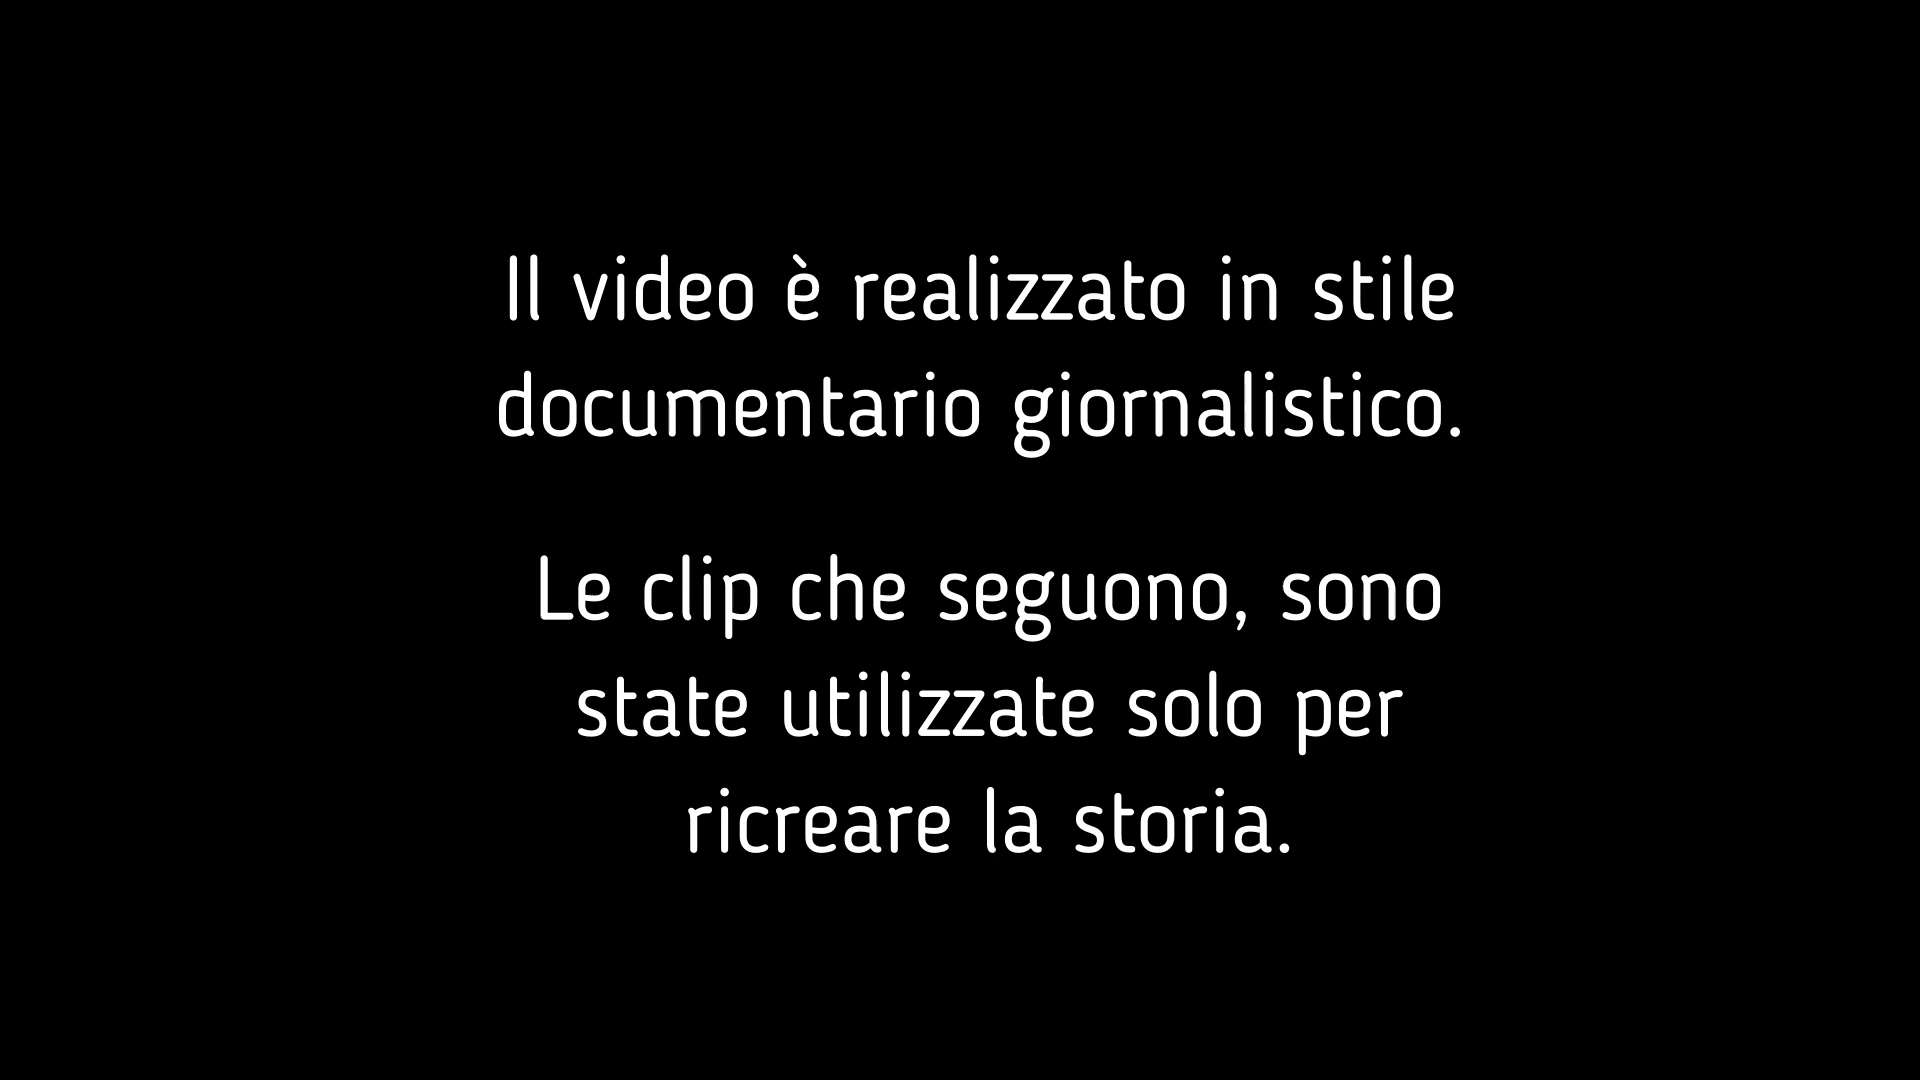 Il video è realizzato in stile
documentario giornalistico.
Le clip che seguono, sono
state utilizzate solo per
ricreare la storia.